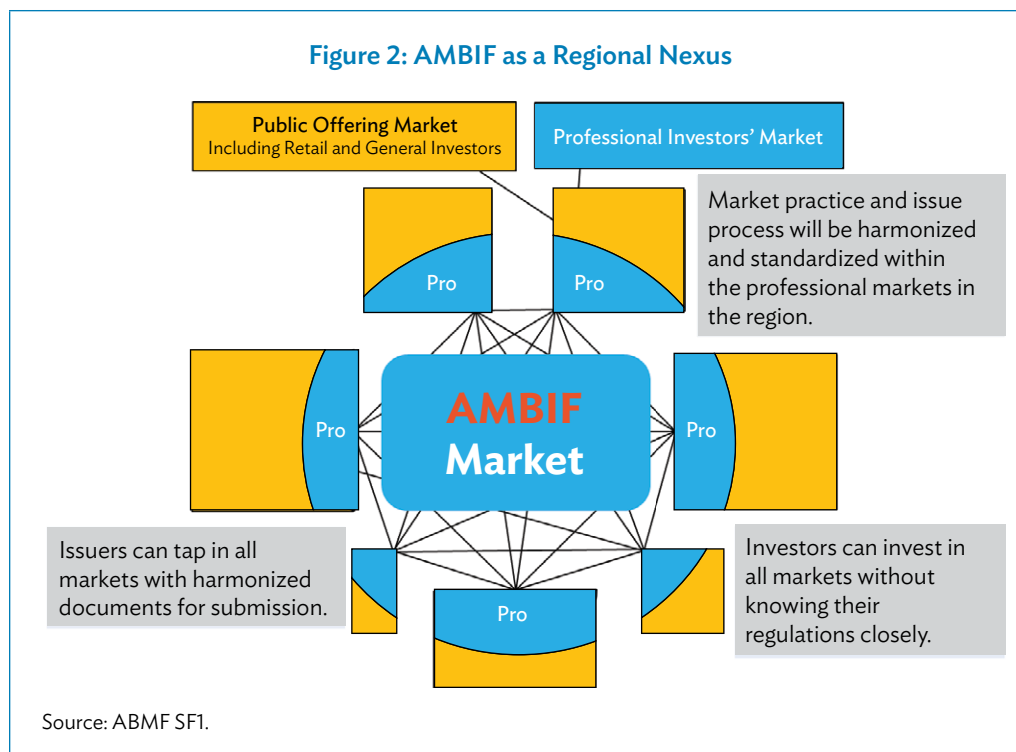 Figure 2: AMBIF as a Regional Nexus
Public Offering Market
Including Retail and General Investors
Professional Investors’ Market
Pro
Pro
Market practice and issue
process will be harmonized
and standardized within
the professional markets in
the region.
Pro
AMBIF
Market
Pro
Issuers can tap in all
markets with harmonized
documents for submission.
Pro
Investors can invest in
all markets without
knowing their
regulations closely.
Source: ABMF SF1.